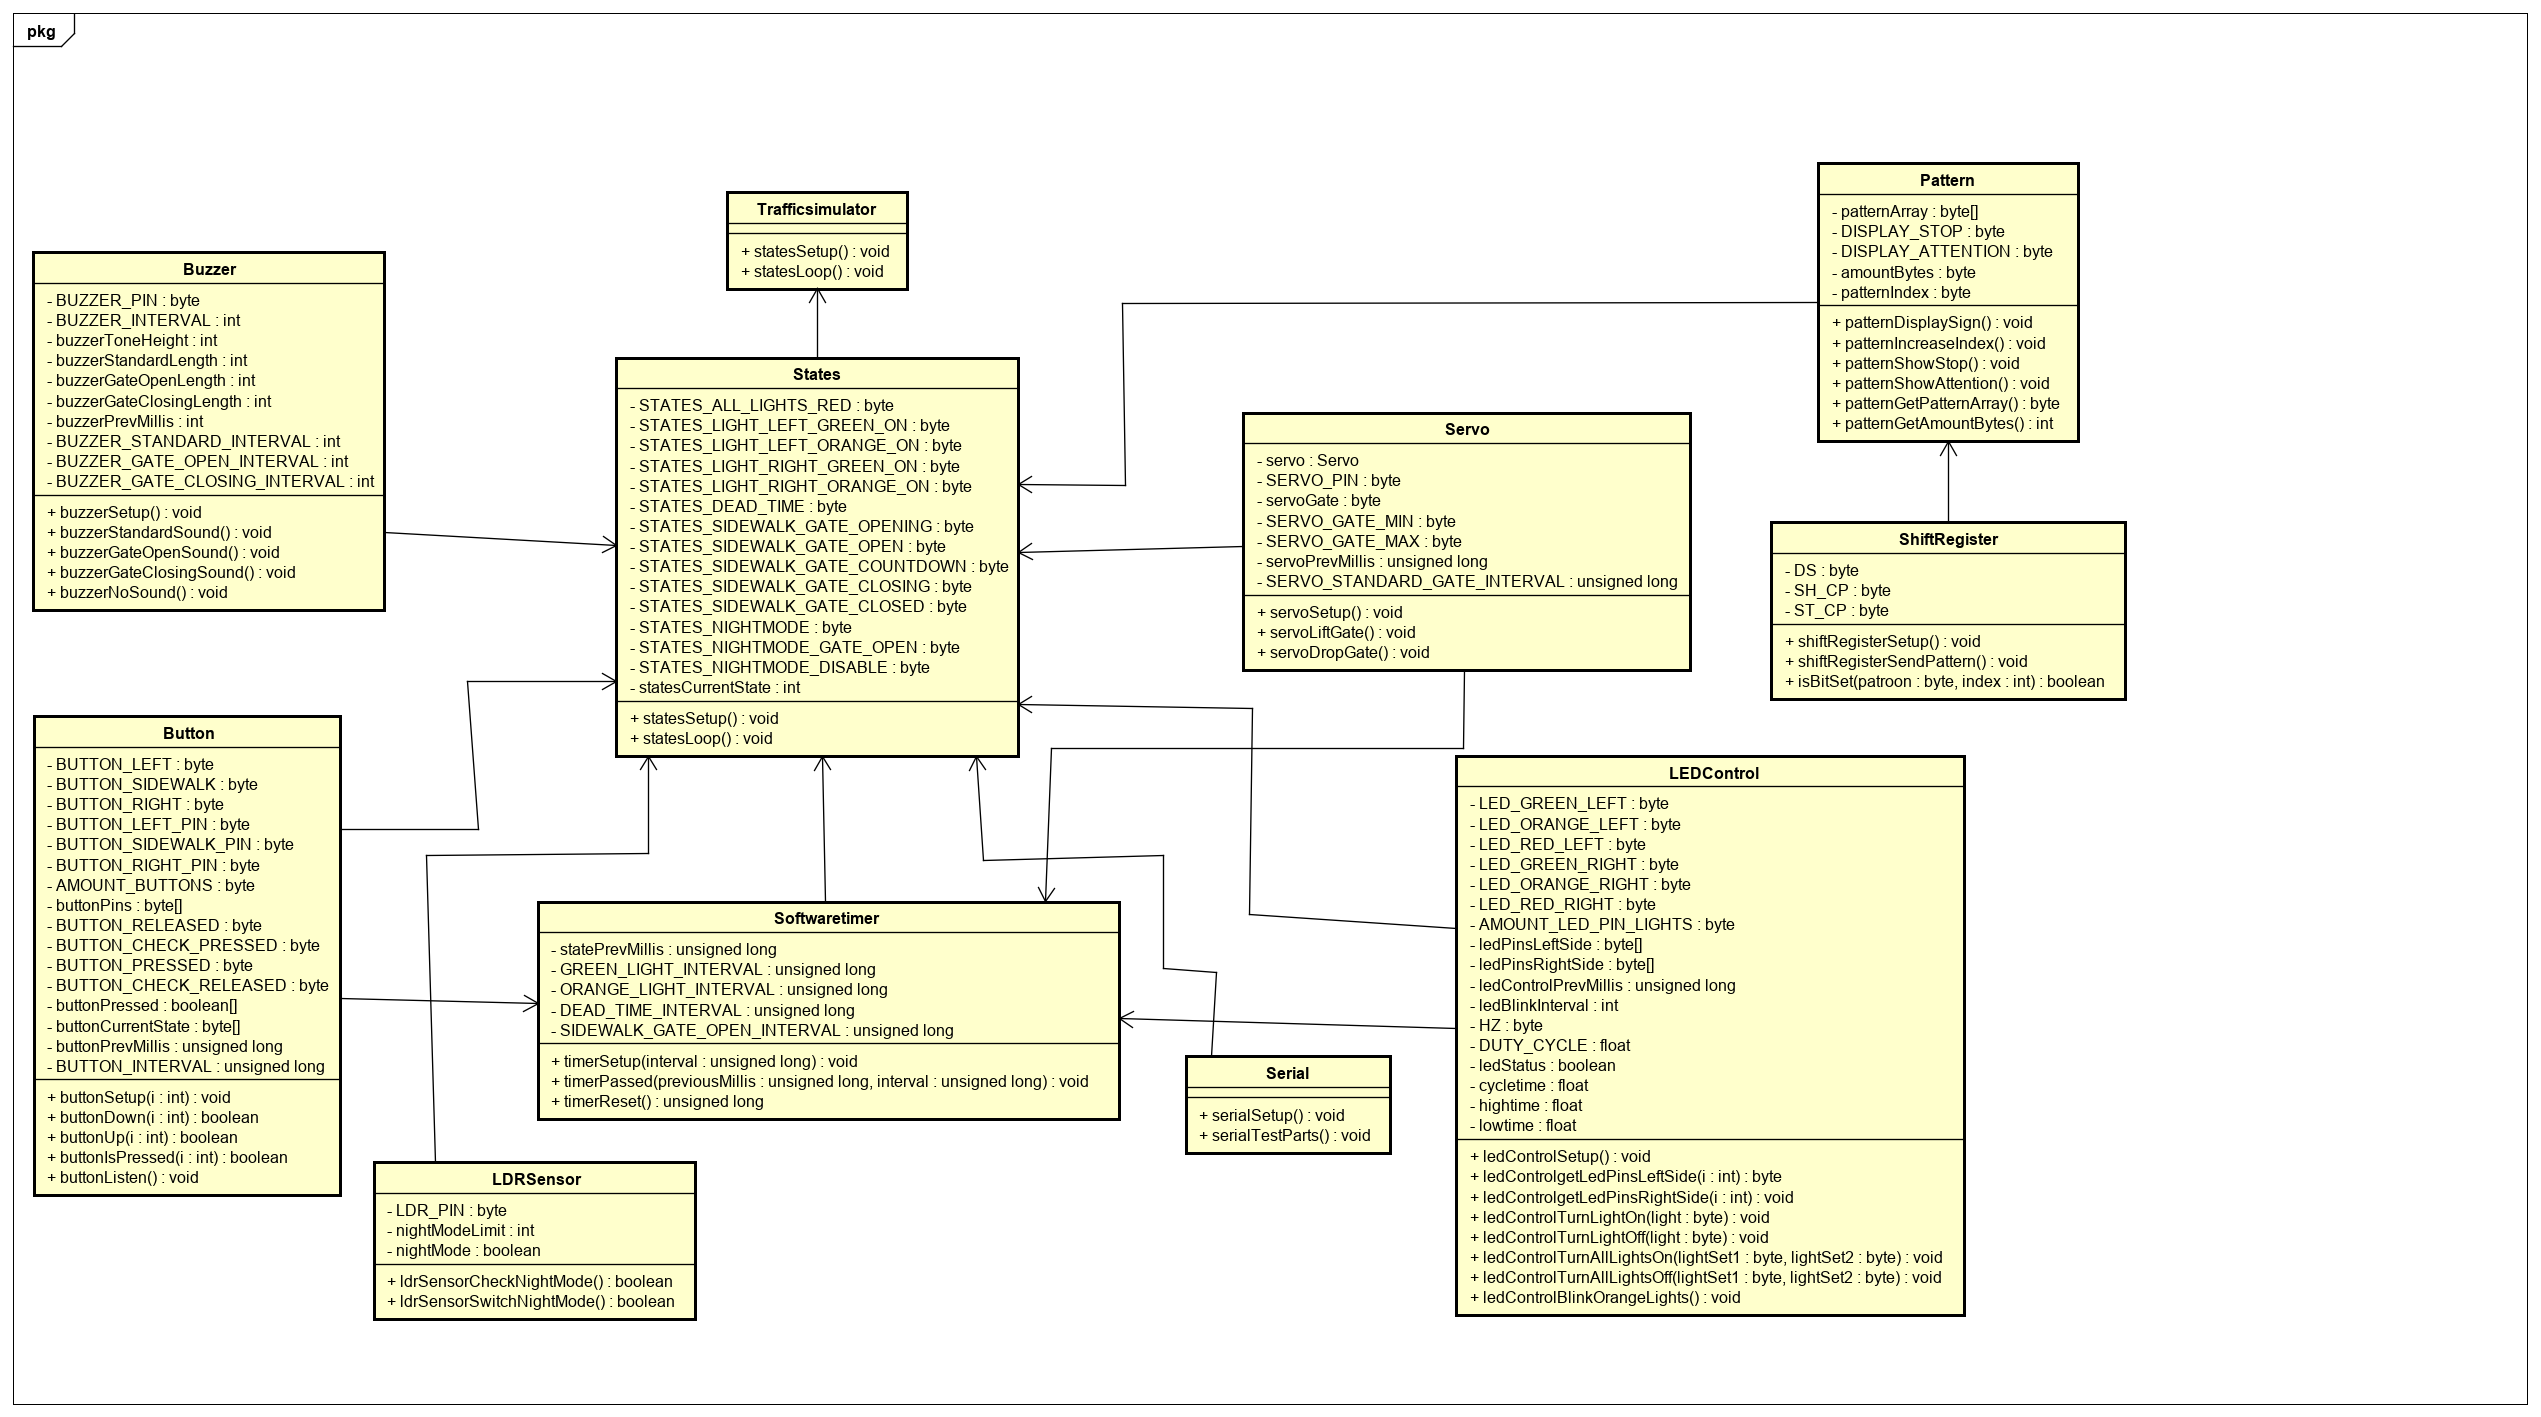 pkg
Trafficsimulator
+ statesSetup() : void
+ statesLoop() : void
Buzzer
- BUZZER_PIN : byte
- BUZZER_INTERVAL : int
- buzzerToneHeight : int
- buzzerStandardLength : int
- buzzerGateOpenLength : int
- buzzerGateClosingLength : int
- buzzerPrevMillis : int
- BUZZER_STANDARD_INTERVAL : int
- BUZZER_GATE_OPEN_INTERVAL : int
- BUZZER_GATE_CLOSING_INTERVAL : int
+ buzzerSetup() : void
+ buzzerStandardSound() : void
+ buzzerGateOpenSound() : void
+ buzzerGateClosingSound() : void
+ buzzerNoSound() : void
States
- STATES_ALL_LIGHTS_RED : byte
- STATES_LIGHT_LEFT_GREEN_ON : byte
- STATES_LIGHT_LEFT_ORANGE_ON : byte
- STATES_LIGHT_RIGHT_GREEN_ON : byte
- STATES_LIGHT_RIGHT_ORANGE_ON : byte
- STATES_DEAD_TIME : byte
- STATES_SIDEWALK_GATE_OPENING : byte
- STATES_SIDEWALK_GATE_OPEN : byte
- STATES_SIDEWALK_GATE_COUNTDOWN : byte
- STATES_SIDEWALK_GATE_CLOSING : byte
- STATES_SIDEWALK_GATE_CLOSED : byte
- STATES_NIGHTMODE : byte
- STATES_NIGHTMODE_GATE_OPEN : byte
- STATES_NIGHTMODE_DISABLE : byte
- statesCurrentState : int
+ statesSetup() : void
+ statesLoop() : void
Servo
- servo : Servo
- SERVO_PIN : byte
- servoGate : byte
- SERVO_GATE_MIN : byte
- SERVO_GATE_MAX : byte
- servoPrevMillis : unsigned long
- SERVO_STANDARD_GATE_INTERVAL : unsigned long
+ servoSetup() : void
+ servoLiftGate() : void
+ servoDropGate() : void
Pattern
- patternArray : byte[]
- DISPLAY_STOP : byte
- DISPLAY_ATTENTION : byte
- amountBytes : byte
- patternIndex : byte
+ patternDisplaySign() : void
+ patternIncreaseIndex() : void
+ patternShowStop() : void
+ patternShowAttention() : void
+ patternGetPatternArray() : byte
+ patternGetAmountBytes() : int
ShiftRegister
- DS : byte
- SH_CP : byte
- ST_CP : byte
+ shiftRegisterSetup() : void
+ shiftRegisterSendPattern() : void
+ isBitSet(patroon : byte, index : int) : boolean
Button
- BUTTON_LEFT : byte
- BUTTON_SIDEWALK : byte
- BUTTON_RIGHT : byte
- BUTTON_LEFT_PIN : byte
- BUTTON_SIDEWALK_PIN : byte
- BUTTON_RIGHT_PIN : byte
- AMOUNT_BUTTONS : byte
- buttonPins : byte[]
- BUTTON_RELEASED : byte
- BUTTON_CHECK_PRESSED : byte
- BUTTON_PRESSED : byte
- BUTTON_CHECK_RELEASED : byte
- buttonPressed : boolean[]
- buttonCurrentState : byte[]
- buttonPrevMillis : unsigned long
- BUTTON_INTERVAL : unsigned long
+ buttonSetup(i : int) : void
+ buttonDown(i : int) : boolean
+ buttonUp(i : int) : boolean
+ buttonIsPressed(i : int) : boolean
+ buttonListen() : void
LDRSensor
- LDR_PIN : byte
- nightModeLimit : int
- nightMode : boolean
+ ldrSensorCheckNightMode() : boolean
+ ldrSensorSwitchNightMode() : boolean
Softwaretimer
- statePrevMillis : unsigned long
- GREEN_LIGHT_INTERVAL : unsigned long
- ORANGE_LIGHT_INTERVAL : unsigned long
- DEAD_TIME_INTERVAL : unsigned long
- SIDEWALK_GATE_OPEN_INTERVAL : unsigned long
+ timerSetup(interval : unsigned long) : void
+ timerPassed(previousMillis : unsigned long, interval : unsigned long) : void
+ timerReset() : unsigned long
Serial
+ serialSetup() : void
+ serialTestParts() : void
LEDControl
- LED_GREEN_LEFT : byte
- LED_ORANGE_LEFT : byte
- LED_RED_LEFT : byte
- LED_GREEN_RIGHT : byte
- LED_ORANGE_RIGHT : byte
- LED_RED_RIGHT : byte
- AMOUNT_LED_PIN_LIGHTS : byte
- ledPinsLeftSide : byte[]
- ledPinsRightSide : byte[]
- ledControlPrevMillis : unsigned long
- ledBlinkInterval : int
- HZ : byte
- DUTY_CYCLE : float
- ledStatus : boolean
- cycletime : float
- hightime : float
- lowtime : float
+ ledControlSetup() : void
+ ledControlgetLedPinsLeftSide(i : int) : byte
+ ledControlgetLedPinsRightSide(i : int) : void
+ ledControlTurnLightOn(light : byte) : void
+ ledControlTurnLightOff(light : byte) : void
+ ledControlTurnAllLightsOn(lightSet1 : byte, lightSet2 : byte) : void
+ ledControlTurnAllLightsOff(lightSet1 : byte, lightSet2 : byte) : void
+ ledControlBlinkOrangeLights() : void